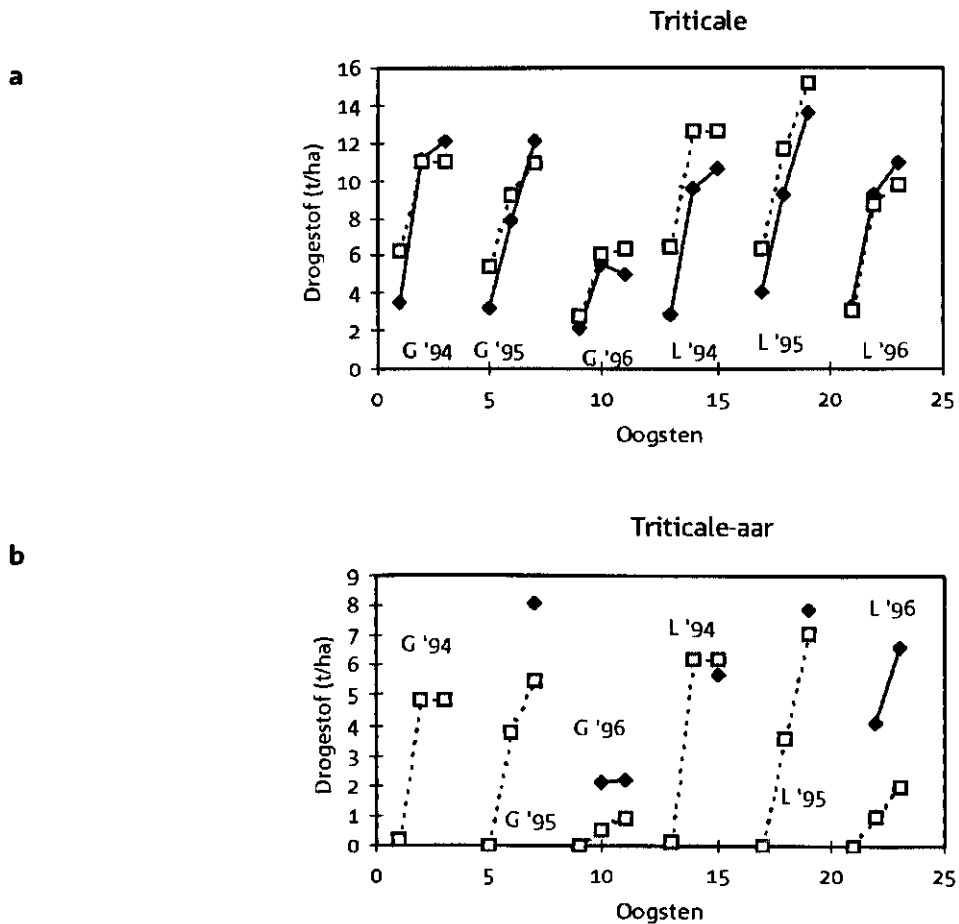 Triticale
a
16
14
12
10
8
6
4
2
0
Drogestof (t/ha)
G '94
G '95
G '96
L '94
L '95
L '96
0 5 10 15 20 25
Oogsten
Triticale-aar
b
9
8
7
6
5
4
3
2
1
0
Drogestof (t/ha)
G '94
G '95
G '96
L '94
L '95
L '96
0 5 10 15 20 25
Oogsten